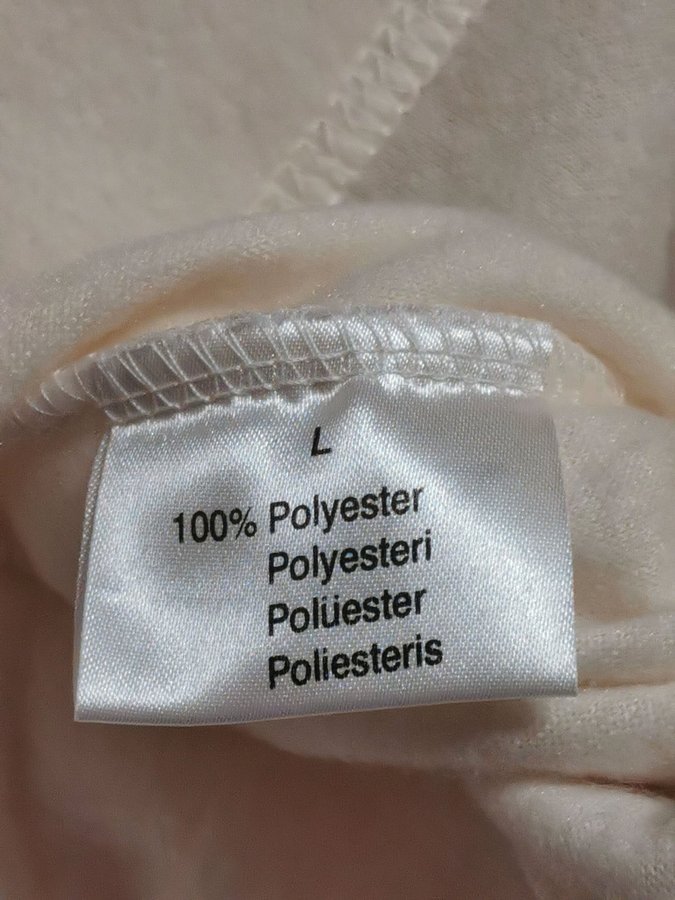 L
100% Polyester
Polyesteri
Polüester
Poliesteris